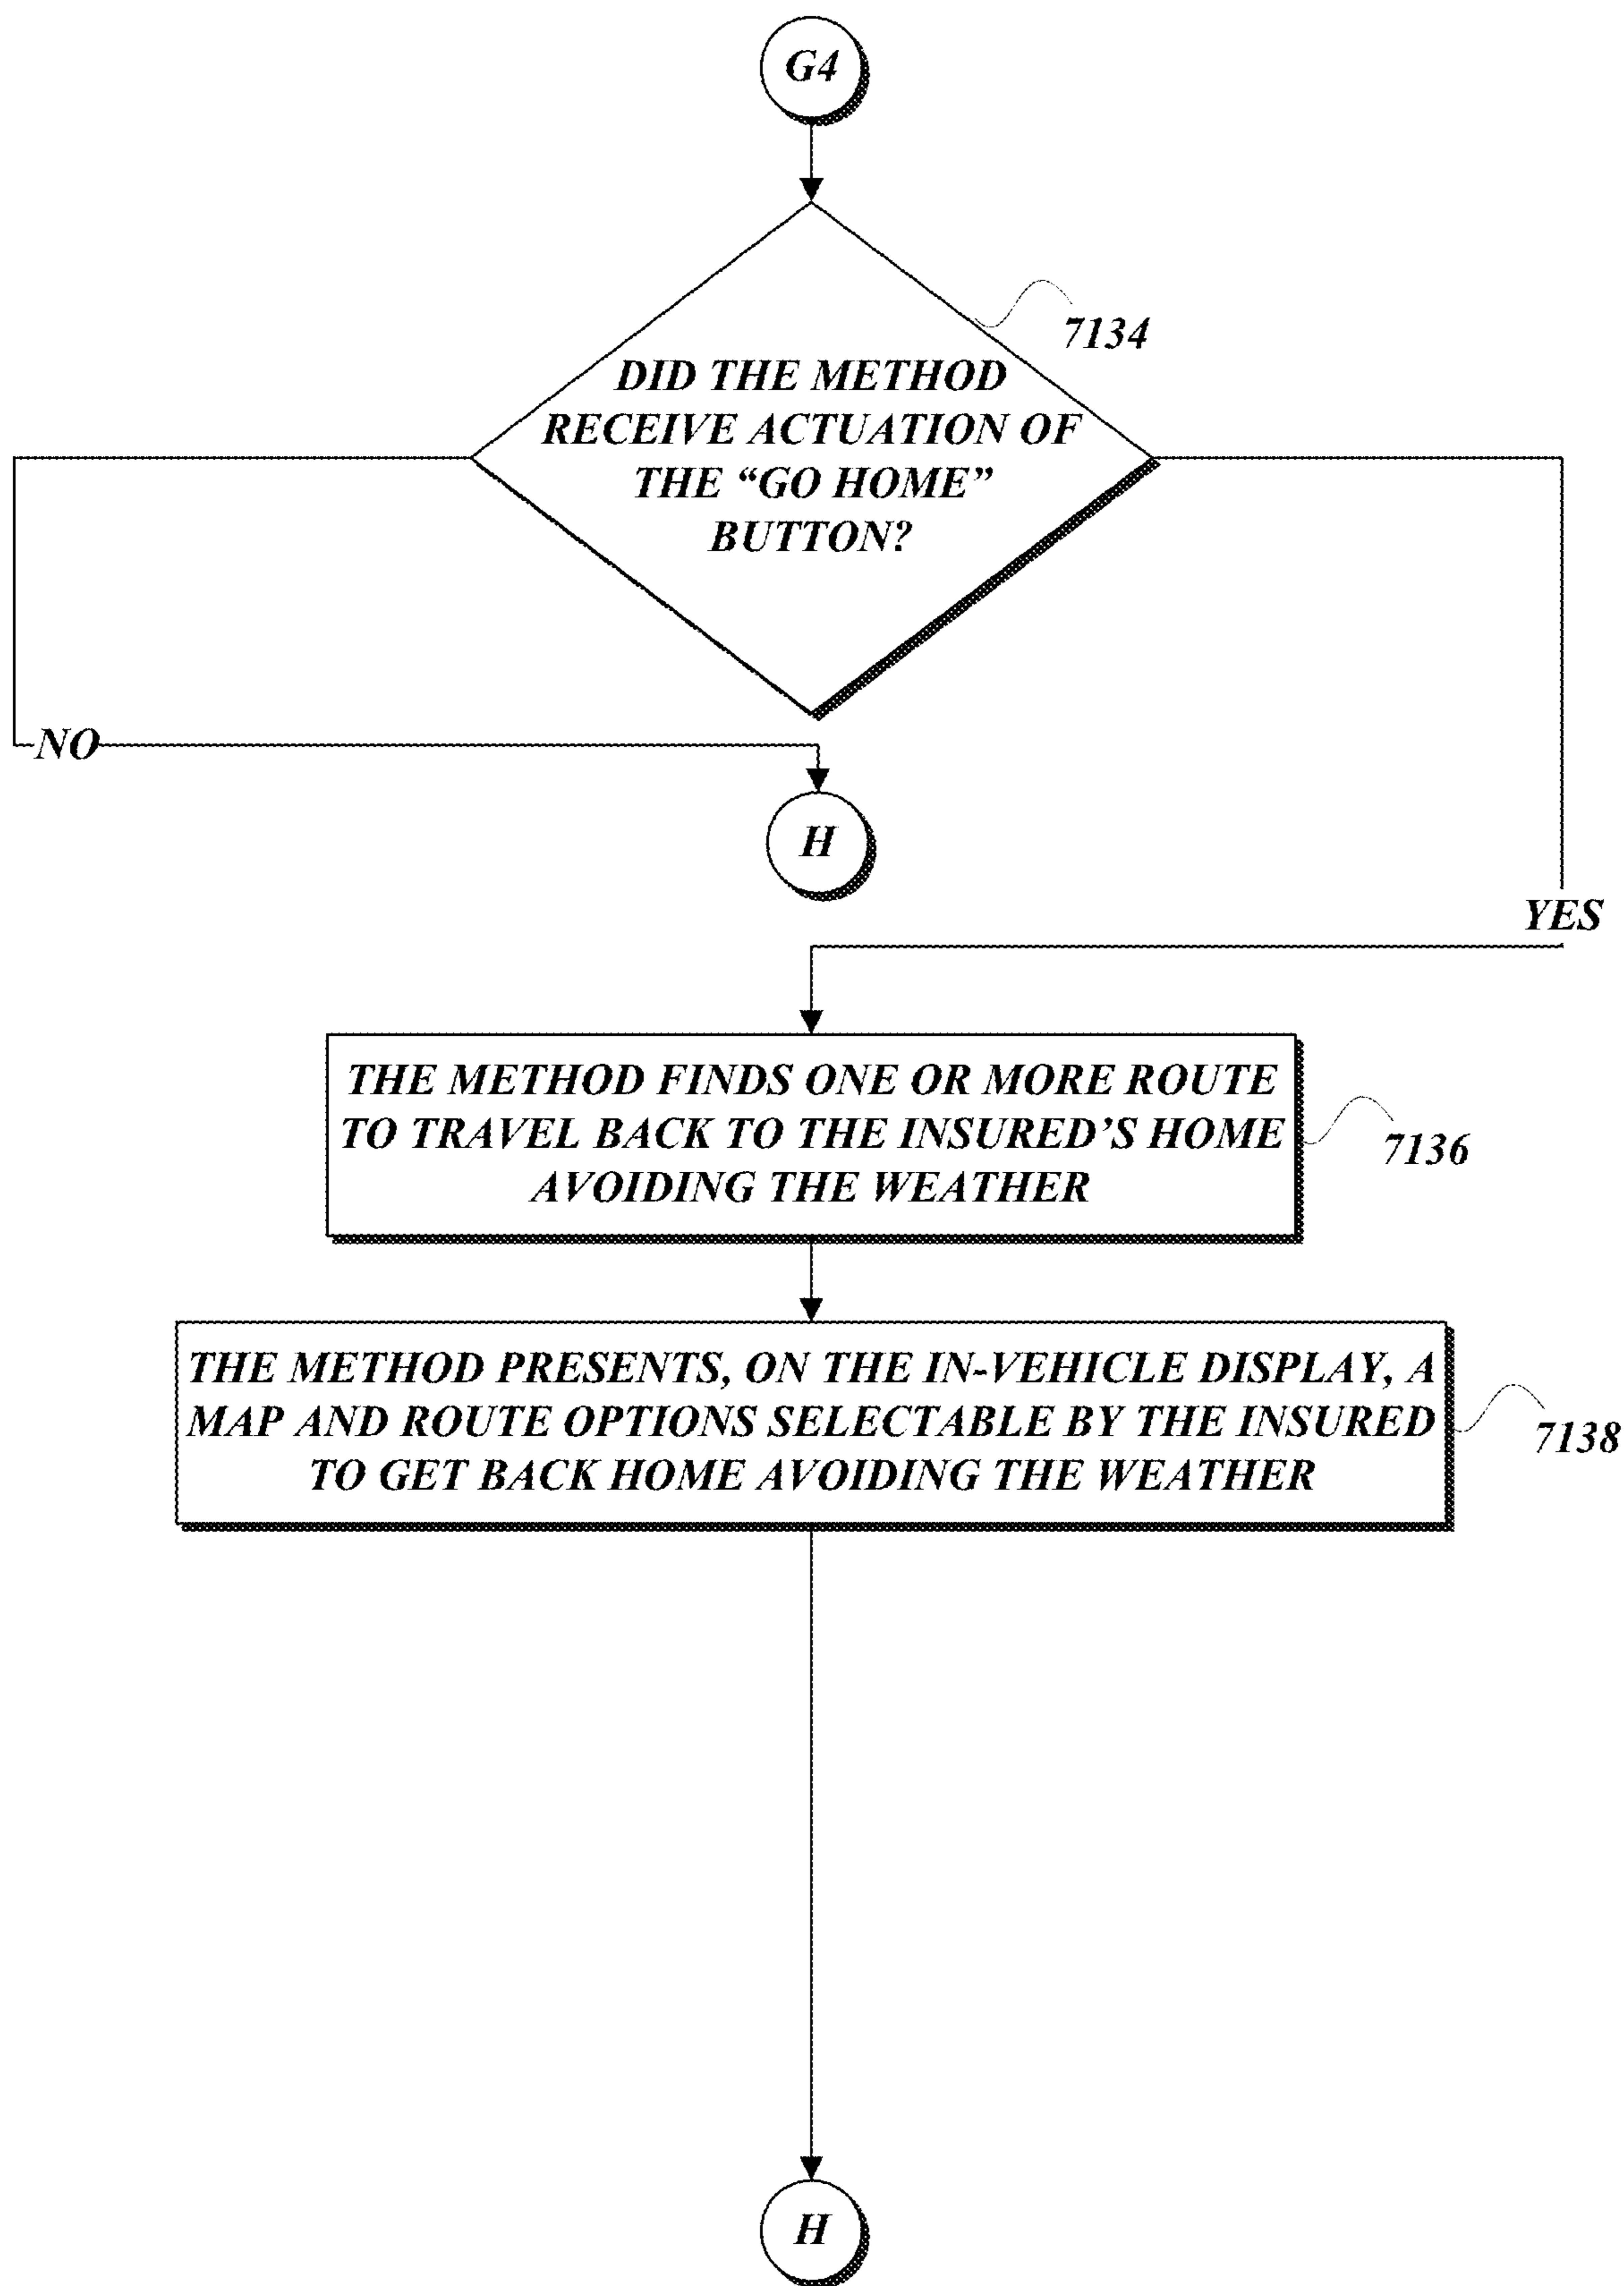 G4
7134
DID THE METHOD
RECEIVE ACTUATION OF
THE “GO HOME”
BUTTON?
NO
H
YES
THE METHOD FINDS ONE OR MORE ROUTE
TO TRAVEL BACK TO THE INSURED’S HOME
AVOIDING THE WEATHER
7136
THE METHOD PRESENTS, ON THE IN-VEHICLE DISPLAY, A
MAP AND ROUTE OPTIONS SELECTABLE BY THE INSURED
TO GET BACK HOME AVOIDING THE WEATHER
7138
H